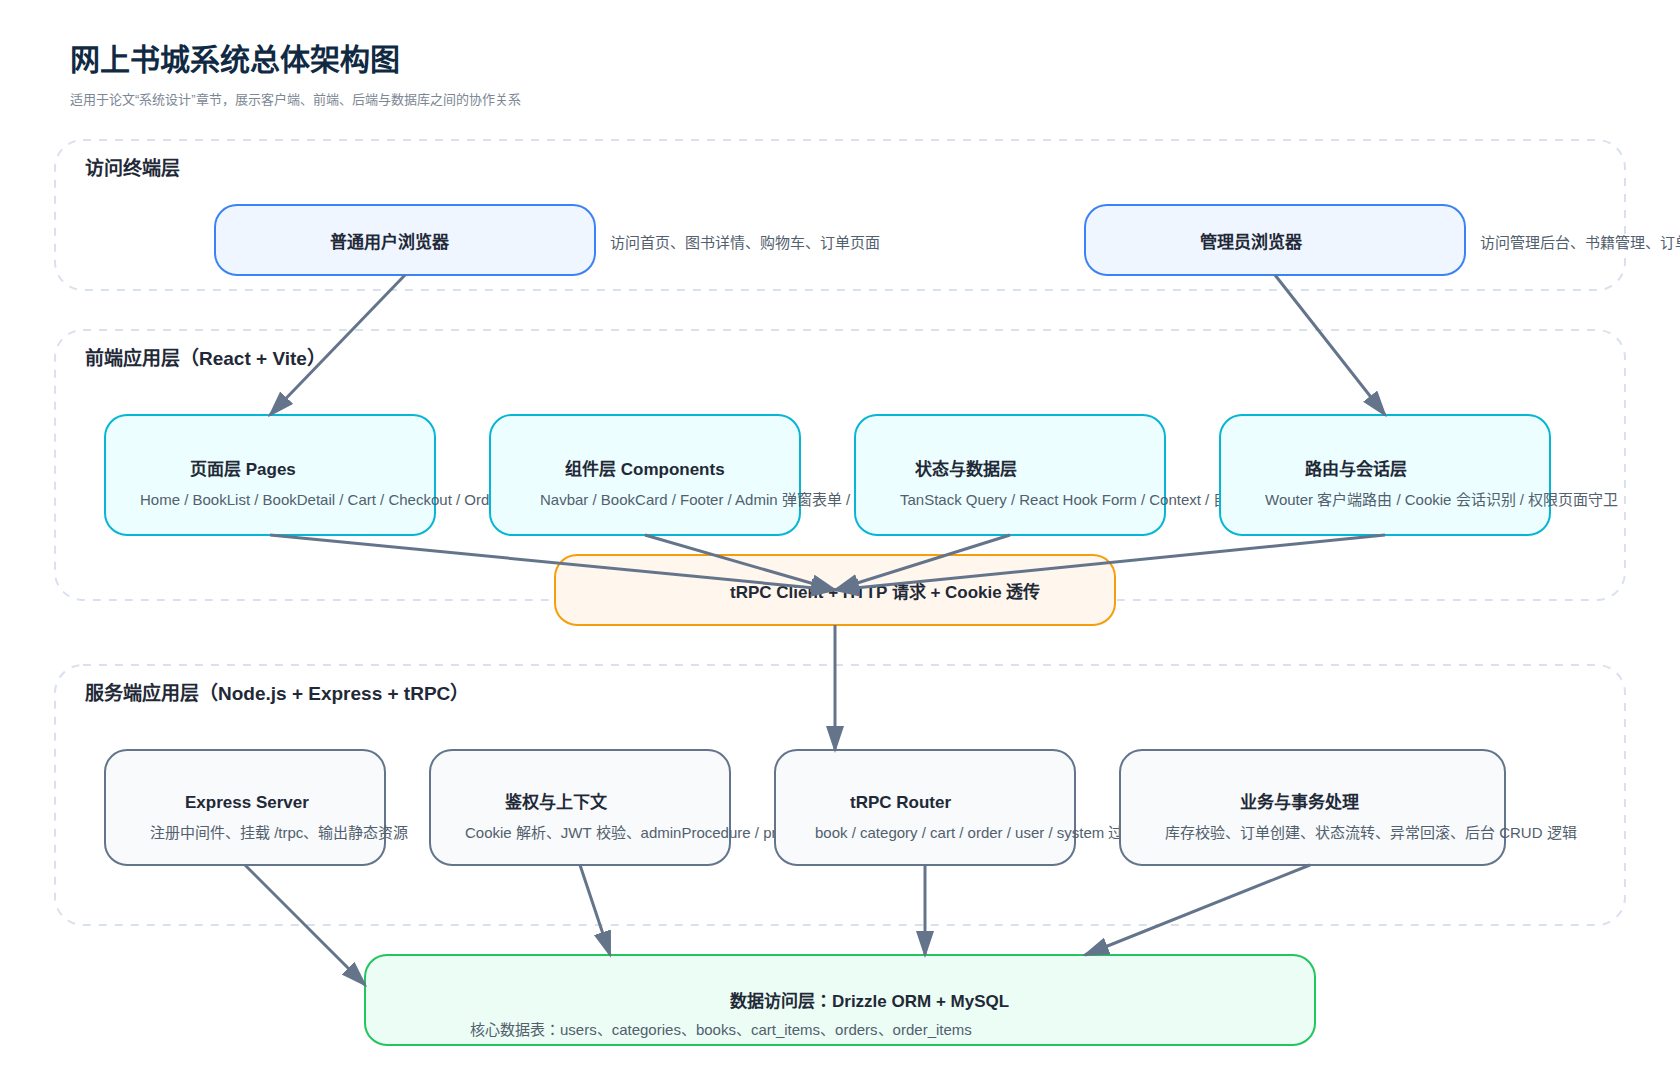 网上书城系统总体架构图
适用于论文“系统设计”章节，展示客户端、前端、后端与数据库之间的协作关系
访问终端层
普通用户浏览器
访问首页、图书详情、购物车、订单页面
管理员浏览器
访问管理后台、书籍管理、订单
前端应用层（React + Vite）
页面层 Pages
Home / BookList / BookDetail / Cart / Checkout / Ord
组件层 Components
Navbar / BookCard / Footer / Admin 弹窗表单 /
状态与数据层
TanStack Query / React Hook Form / Context /
路由与会话层
Wouter 客户端路由 / Cookie 会话识别 / 权限页面守卫
tRPC Client + HTTP 请求 + Cookie 透传
服务端应用层（Node.js + Express + tRPC）
Express Server
注册中间件、挂载 /trpc、输出静态资源
鉴权与上下文
Cookie 解析、JWT 校验、adminProcedure / pr
tRPC Router
book / category / cart / order / user / system 过
业务与事务处理
库存校验、订单创建、状态流转、异常回滚、后台 CRUD 逻辑
数据访问层：Drizzle ORM + MySQL
核心数据表：users、categories、books、cart_items、orders、order_items